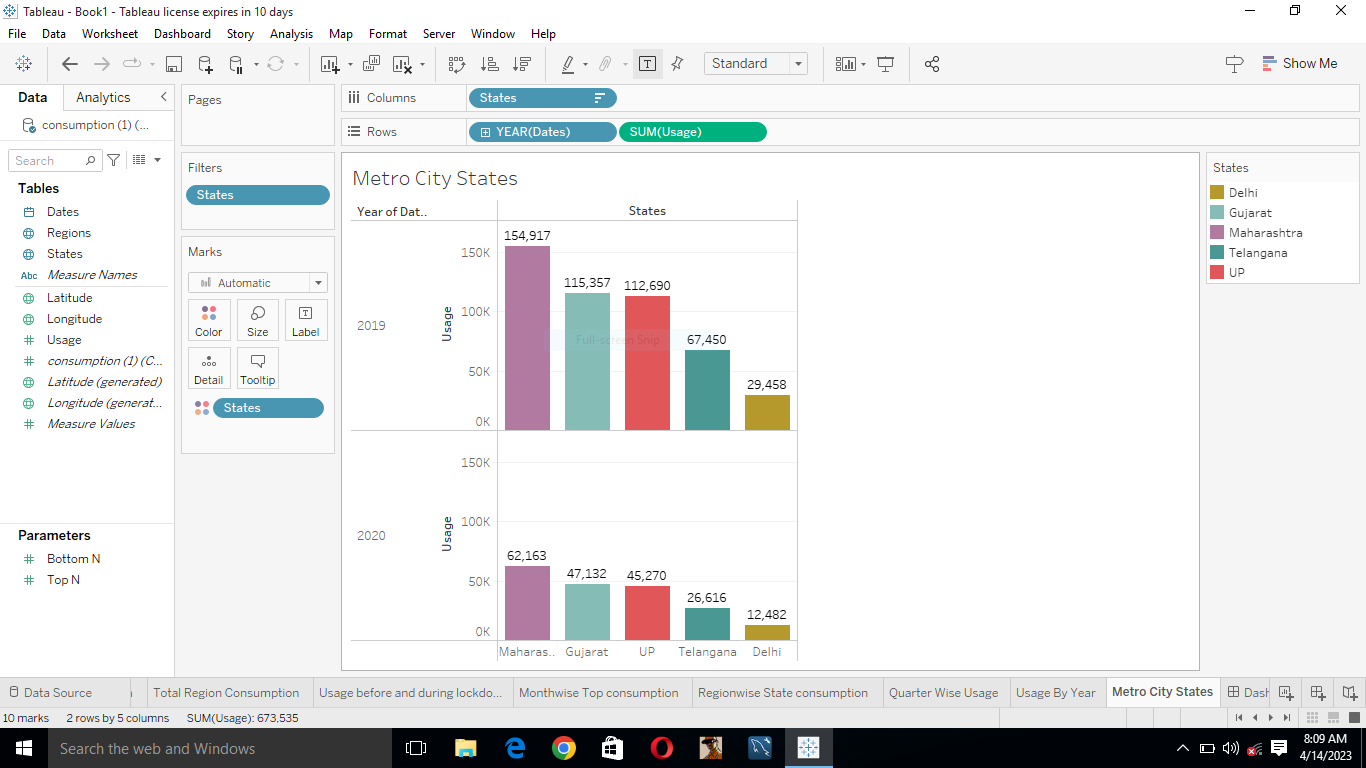 Tableau - Book1 - Tableau license expires in 10 days
File Data Worksheet Dashboard Story Analysis Map Format Server Window Help
Standard
Show Me
Data Analytics
consumption (1) (...
Search
Tables
Dates
Regions
States
Abc Measure Names
Latitude
Longitude
Usage
consumption (1) (C...
Latitude (generated)
Longitude (generat...
Measure Values
Parameters
Bottom N
Top N
Pages
Filters
States
Marks
Automatic
Color Size Label
Detail Tooltip
States
Columns States
Rows YEAR(Dates) SUM(Usage)
Metro City States
Year of Dat.. States
154,917
150K
115,357 112,690
100K
2019 Usage
Full-screen Snip
67,450
50K
29,458
0K
150K
100K
2020 Usage
62,163
47,132 45,270
50K
26,616
12,482
0K
Maharas.. Gujarat UP Telangana Delhi
States
Delhi
Gujarat
Maharashtra
Telangana
UP
Data Source Total Region Consumption Usage before and during lockdo... Monthwise Top consumption Regionwise State consumption Quarter Wise Usage Usage By Year Metro City States Dash
10 marks 2 rows by 5 columns SUM(Usage): 673,535
Search the web and Windows
8:09 AM
4/14/2023